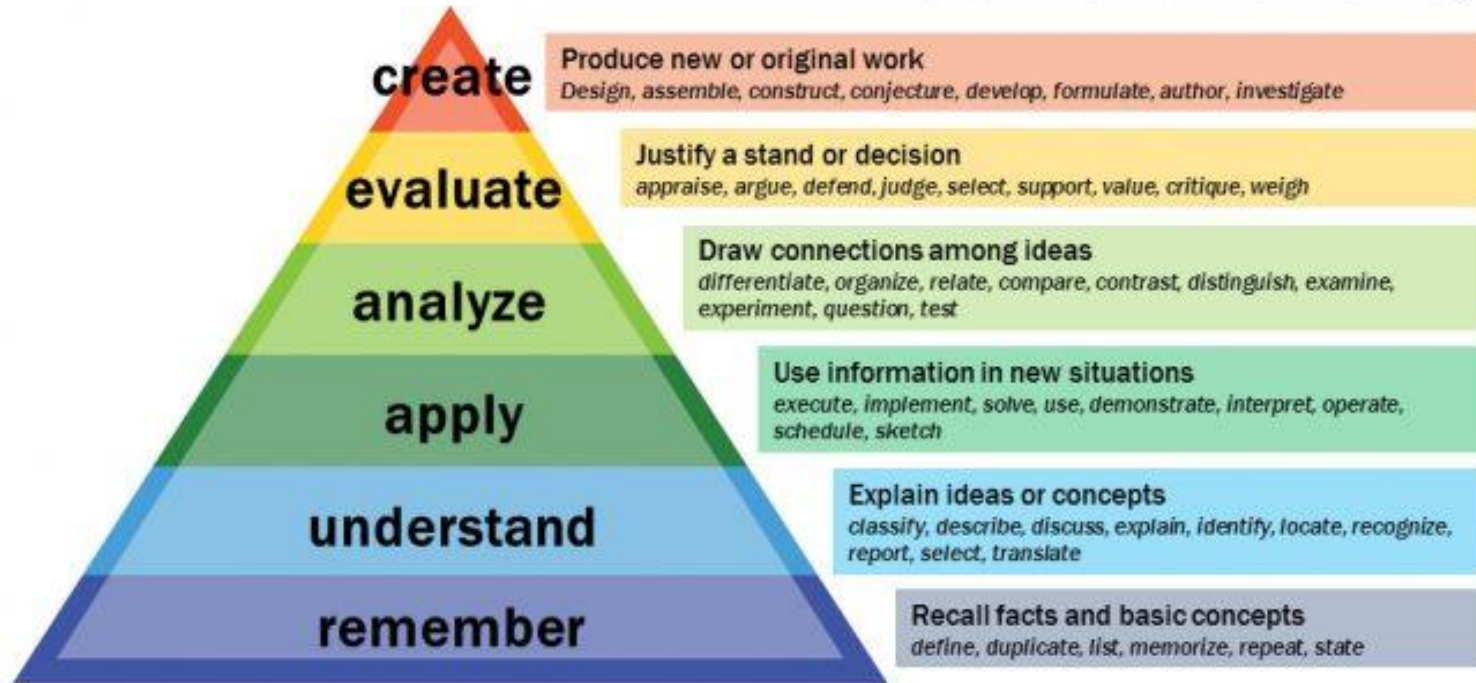 create
Produce new or original work
Design, assemble, construct, conjecture, develop, formulate, author, investigate
evaluate
Justify a stand or decision
appraise, argue, defend, judge, select, support, value, critique, weigh
analyze
Draw connections among ideas
differentiate, organize, relate, compare, contrast, distinguish, examine,
experiment, question, test
apply
Use information in new situations
execute, implement, solve, use, demonstrate, interpret, operate,
schedule, sketch
understand
Explain ideas or concepts
classify, describe, discuss, explain, identify, locate, recognize,
report, select, translate
remember
Recall facts and basic concepts
define, duplicate, list, memorize, repeat, state